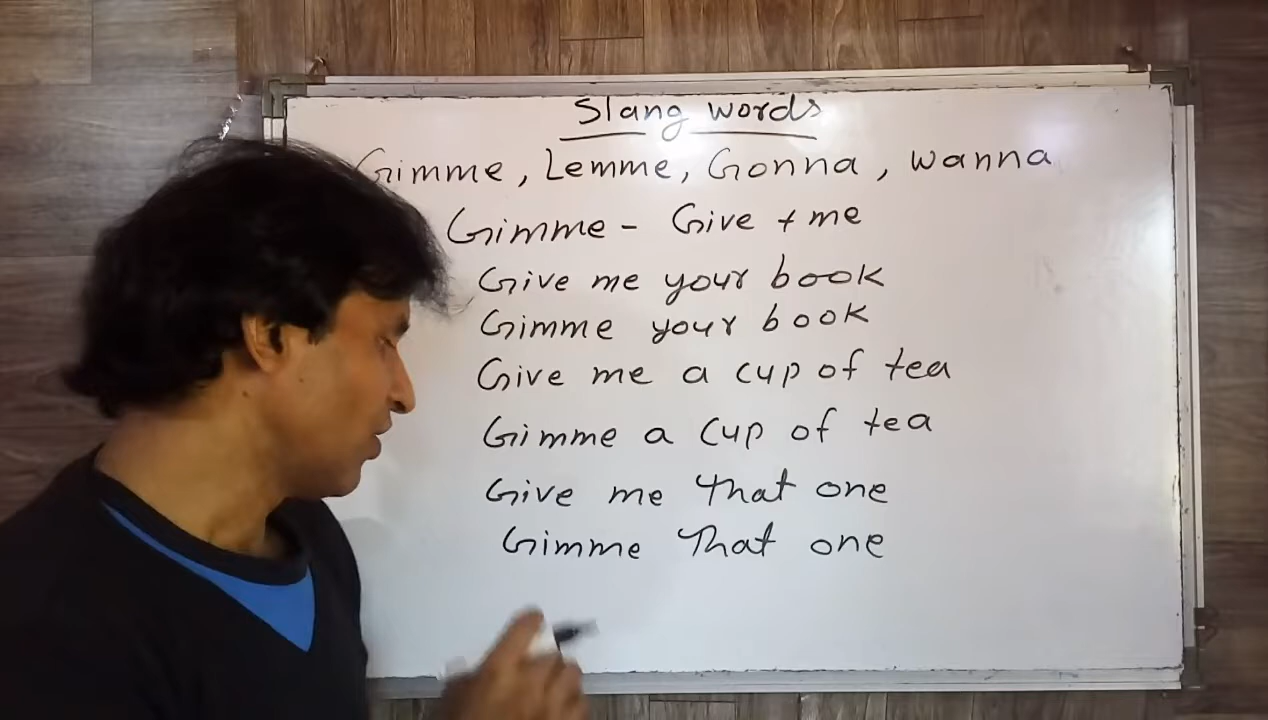 Slang words
Gimme, Lemme, Gonna, wanna
Gimme - Give + me
Give me your book
Gimme your book
Give me a cup of tea
Gimme a cup of tea
Give me that one
Gimme that one